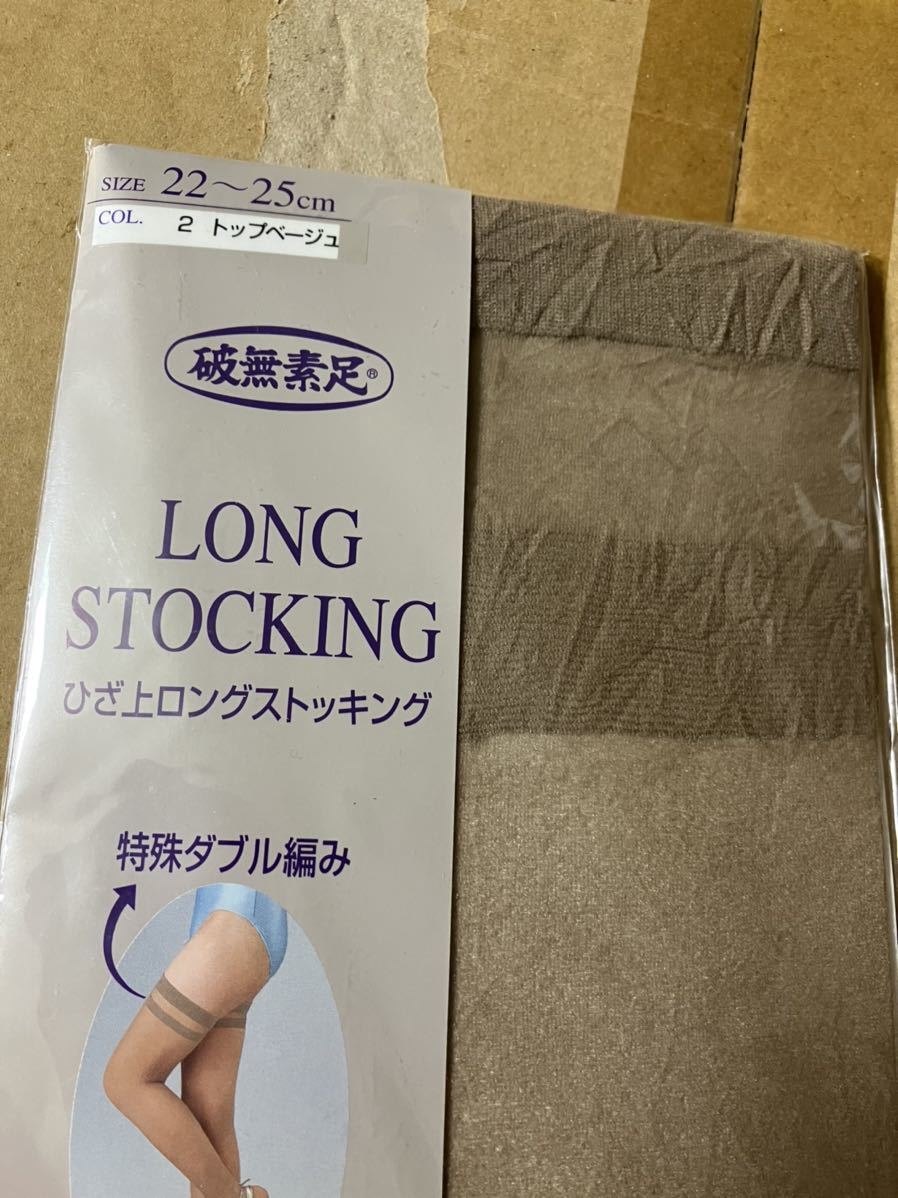 SIZE 22～25cm
COL. 2 トップベージュ
破無素足®
LONG
STOCKING
ひざ上ロングストッキング
特殊ダブル編み